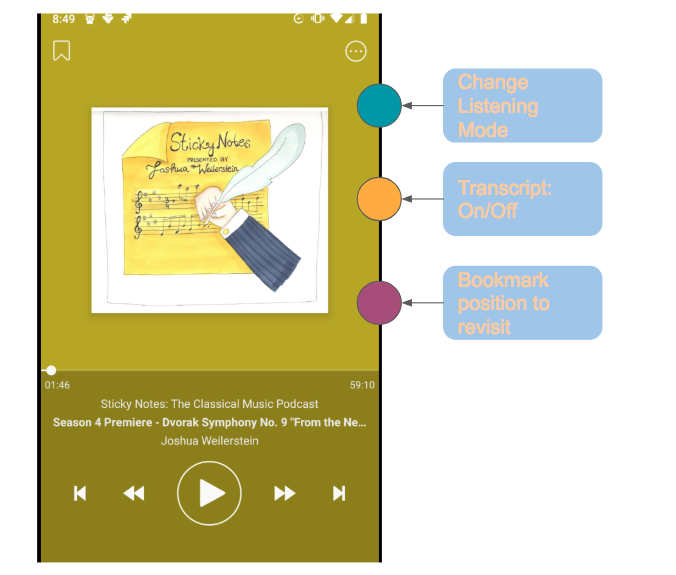 8:49
Change
Listening
Mode
Sticky Notes
PRESENTED BY
Joshua Weilerstein
Transcript:
On/Off
Bookmark
position to
revisit
01:46
59:10
Sticky Notes: The Classical Music Podcast
Season 4 Premiere - Dvorak Symphony No. 9 "From the Ne...
Joshua Weilerstein